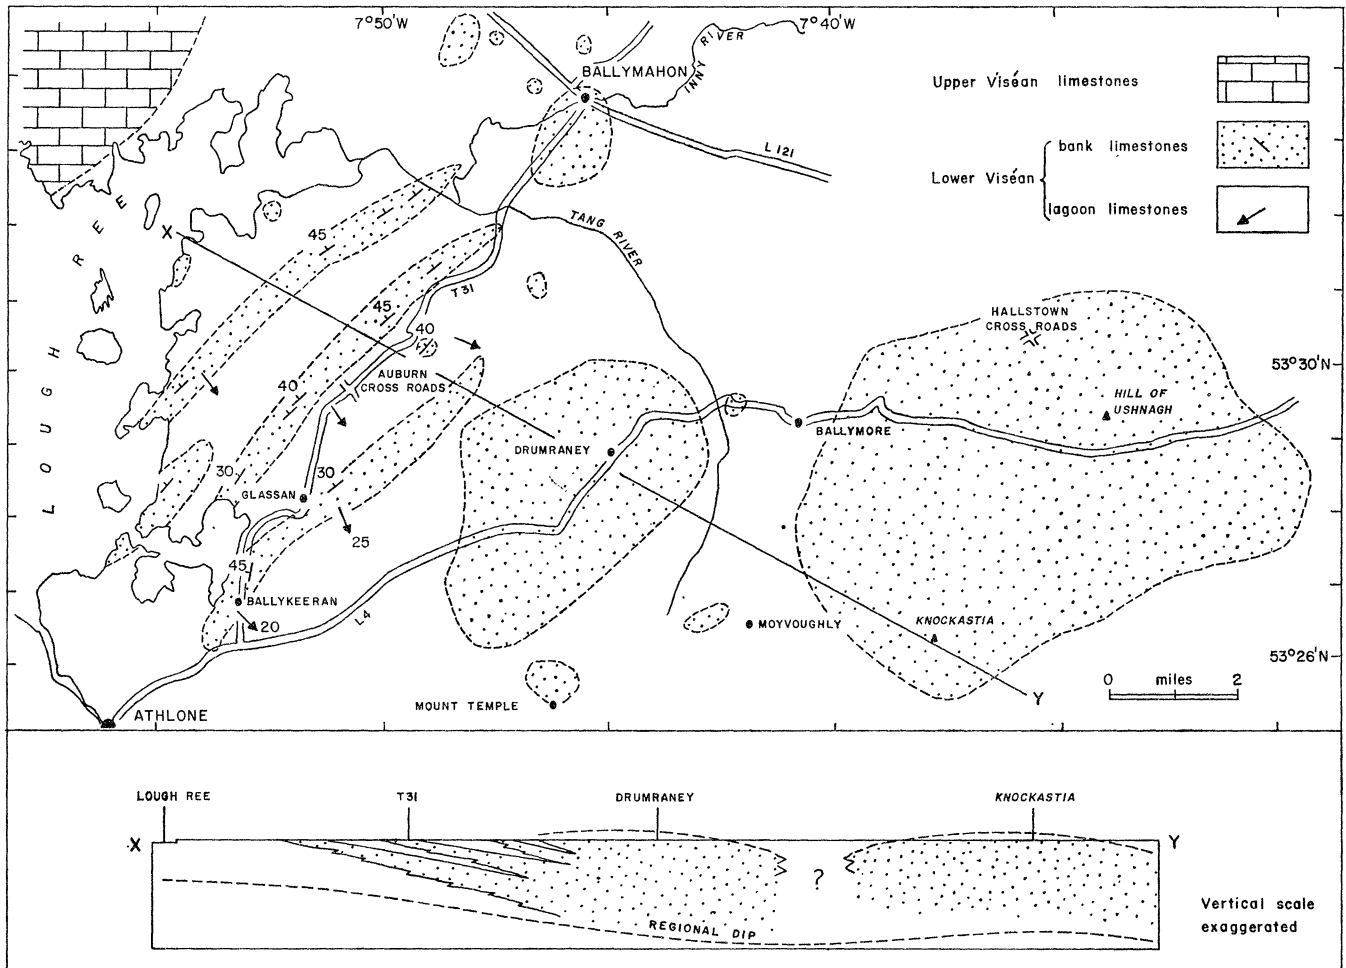 7°50'W
7°40'W
INNY RIVER
BALLYMAHON
L 121
Upper Viséan limestones
bank limestones
Lower Viséan
lagoon limestones
LOUGH REE
X
45
TANG RIVER
T31
45
40
40
AUBURN
CROSS ROADS
HALLSTOWN
CROSS ROADS
53°30'N
HILL OF
USHNAGH
BALLYMORE
DRUMRANEY
30
30
GLASSAN
25
45
BALLYKEERAN
20
L4
MOYVOUGHLY
KNOCKASTIA
53°26'N
Y
0 miles 2
MOUNT TEMPLE
ATHLONE
LOUGH REE
T31
DRUMRANEY
KNOCKASTIA
X
Y
?
REGIONAL DIP
Vertical scale
exaggerated